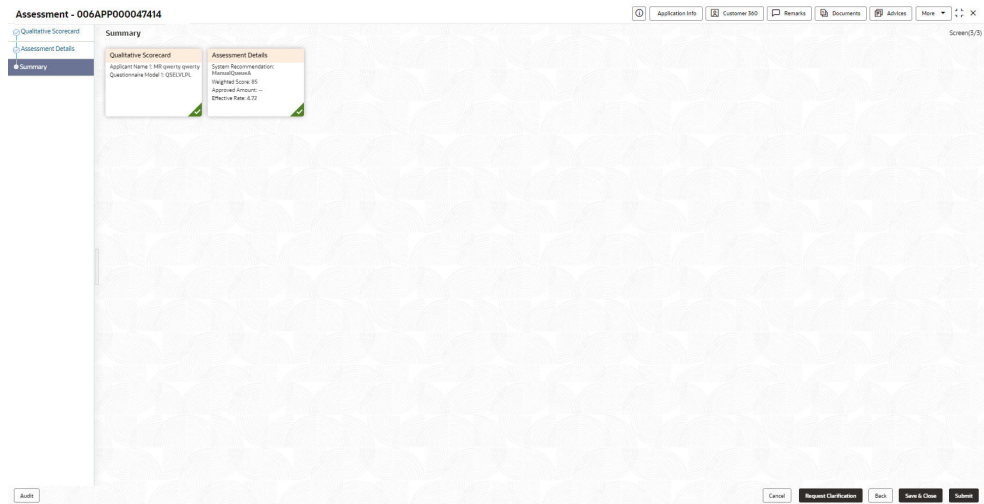 Assessment - 006APP000047414
Application Info
Customer 360
Remarks
Documents
Advices
More
Qualitative Scorecard
Assessment Details
Summary
Summary
Screen(3/3)
Qualitative Scorecard
Applicant Name 1: MR qwerty qwerty
Questionnaire Model 1: QSELVLPL
Assessment Details
System Recommendation:
ManualQueueA
Weighted Score: 85
Approved Amount: --
Effective Rate: 4.72
Audit
Cancel
Request Clarification
Back
Save & Close
Submit